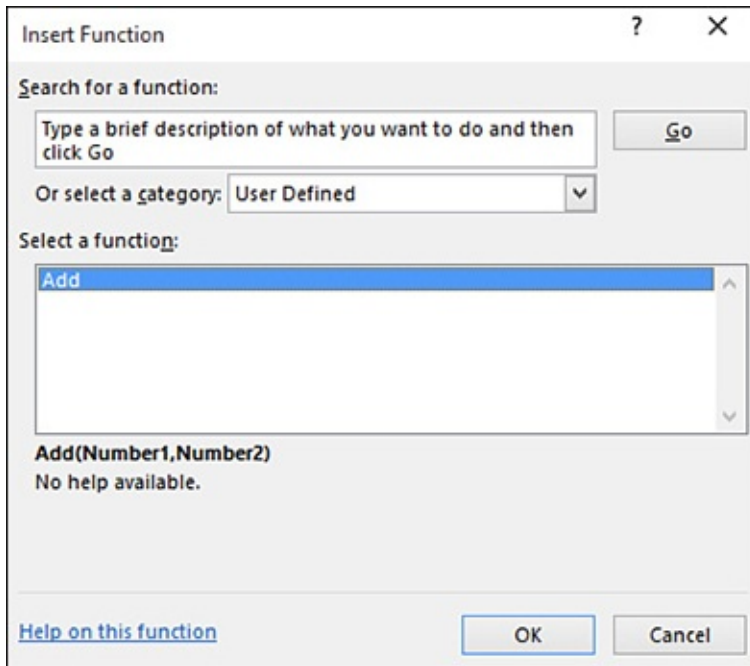 Insert Function
? ×
Search for a function:
Type a brief description of what you want to do and then
click Go
Go
Or select a category: User Defined
Select a function:
Add
Add(Number1,Number2)
No help available.
Help on this function
OK
Cancel